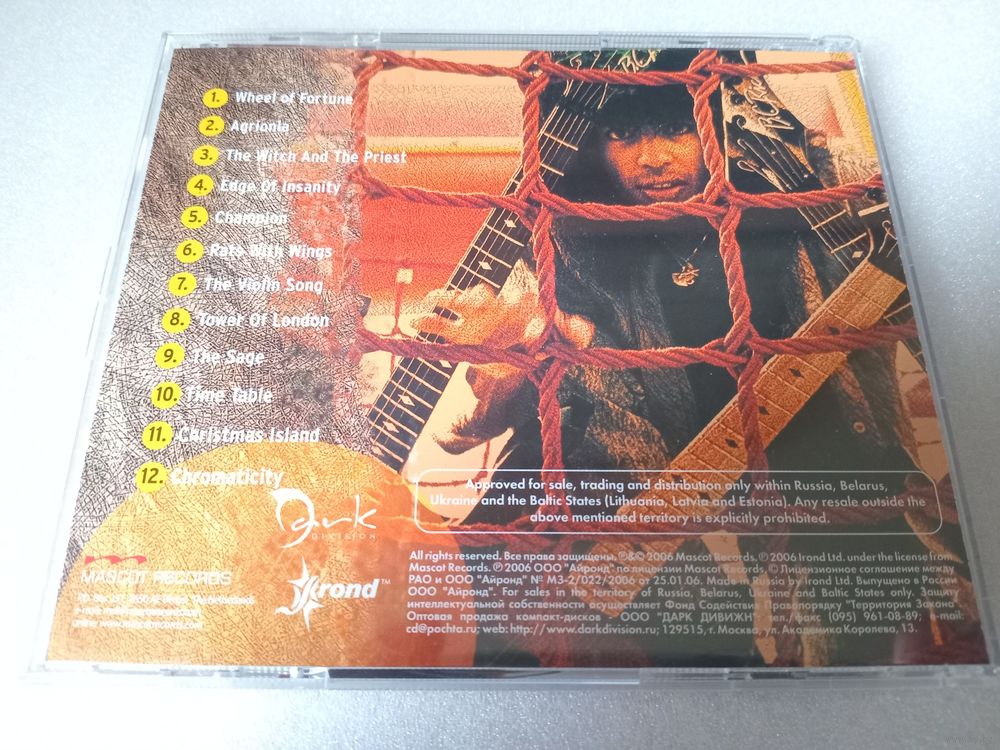 1. Wheel of Fortune
2. Agrionia
3. The Witch And The Priest
4. Edge Of Insanity
5. Champion
6. Rats With Wings
7. The Violin Song
8. Tower Of London
9. The Sage
10. Time Table
11. Christmas Island
12. Chromaticity
Approved for sale, trading and distribution only within Russia, Belarus,
Ukraine and the Baltic States (Lithuania, Latvia and Estonia). Any resale outside the
above mentioned territory is explicitly prohibited.
Dark
DIVISION
m
MASCOT RECORDS
The Netherlands
Irond™
All rights reserved. Все права защищены. ℗&© 2006 Mascot Records. ℗ 2006 Irond Ltd. under the license from
Mascot Records. ℗ 2006 ООО "Айронд" по лицензии Mascot Records © Лицензионное соглашение между
РАО и ООО "Айронд" № МЗ-2/022/2006 от 25.01.06. Made in Russia by Irond Ltd. Выпущено в России
ООО "Айронд". For sales in the territory of Russia, Belarus, Ukraine and Baltic States only. Защиту
интеллектуальной собственности осуществляет Фонд Содействия Правопорядку "Территория Закона"
Оптовая продажа компакт-дисков - ООО "ДАРК ДИВИЖН" тел./факс (095) 961-08-89; e-mail:
cd@pochta.ru; web: http://www.darkdivision.ru; 129515, г. Москва, ул. Академика Королева, 13.
BC Rich